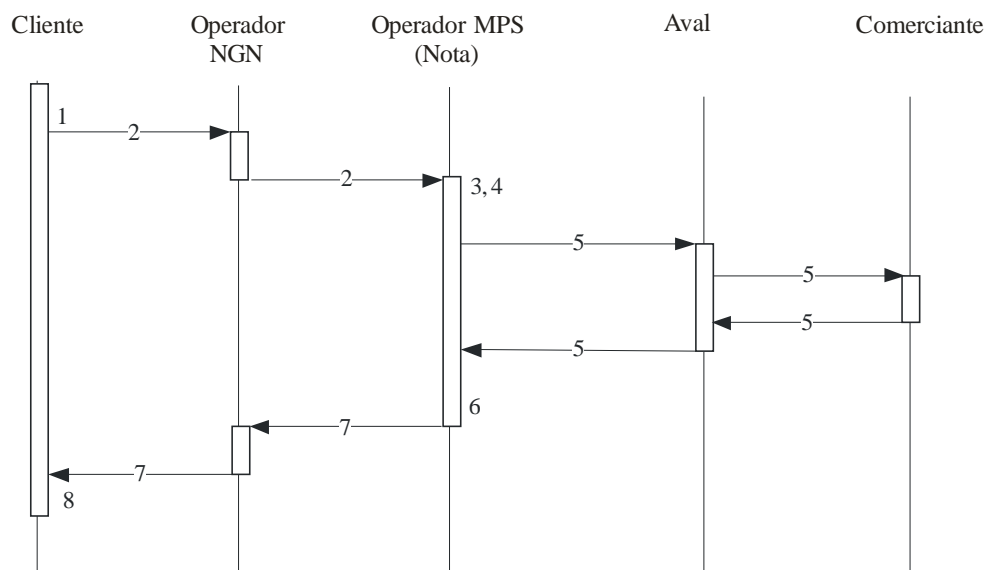 Cliente
Operador
NGN
Operador MPS
(Nota)
Aval
Comerciante
1
2
2
3, 4
5
5
5
5
6
7
7
8